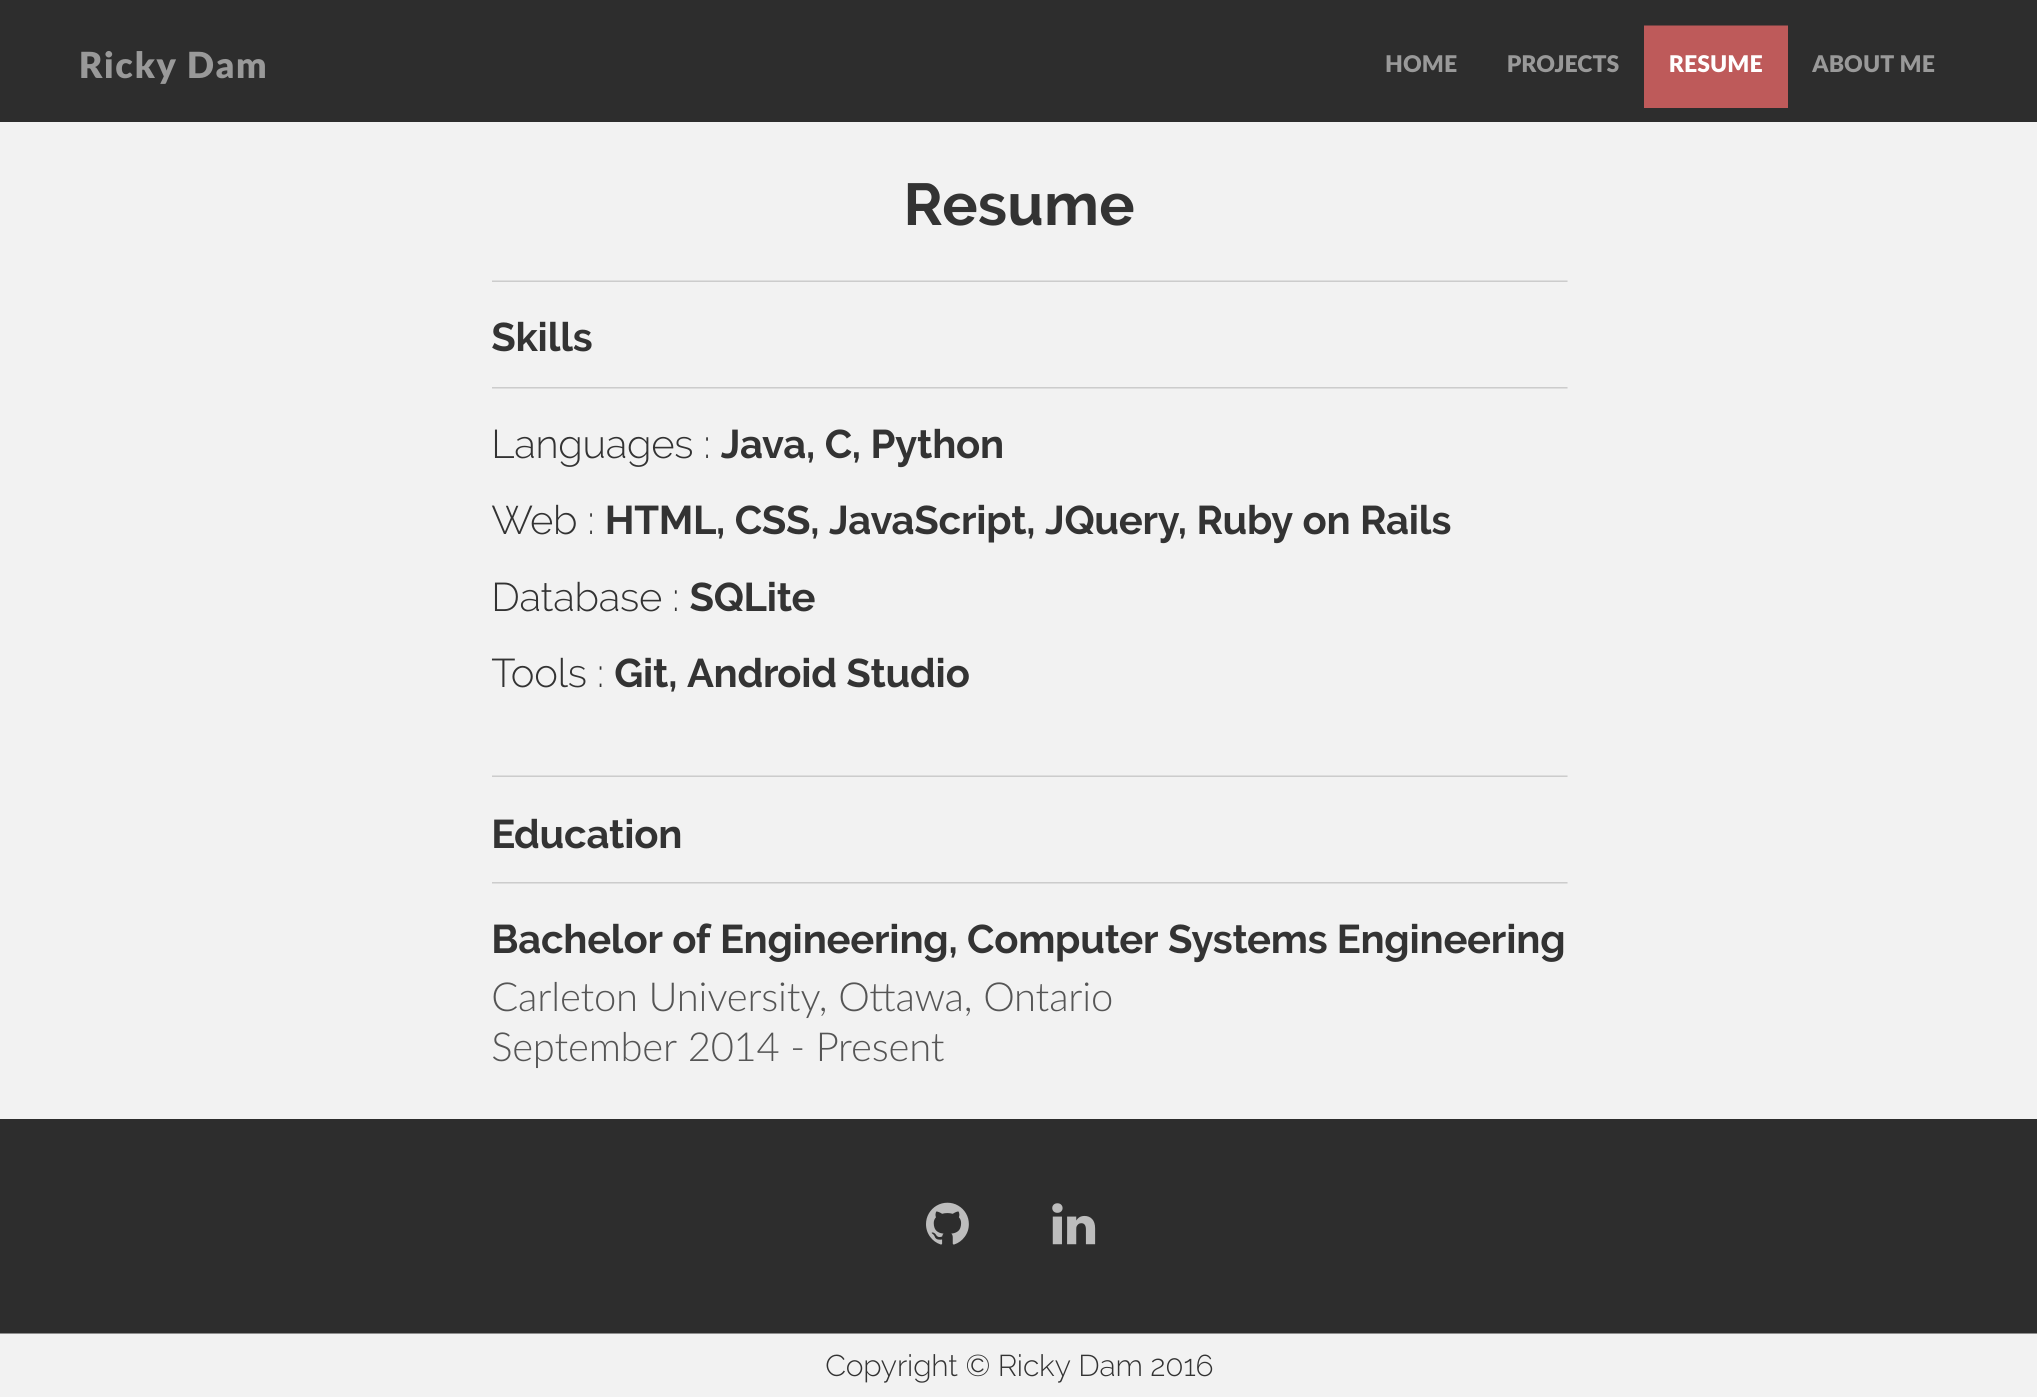 Ricky Dam
HOME PROJECTS RESUME ABOUT ME
Resume
Skills
Languages : Java, C, Python
Web : HTML, CSS, JavaScript, JQuery, Ruby on Rails
Database : SQLite
Tools : Git, Android Studio
Education
Bachelor of Engineering, Computer Systems Engineering
Carleton University, Ottawa, Ontario
September 2014 - Present
in
Copyright © Ricky Dam 2016